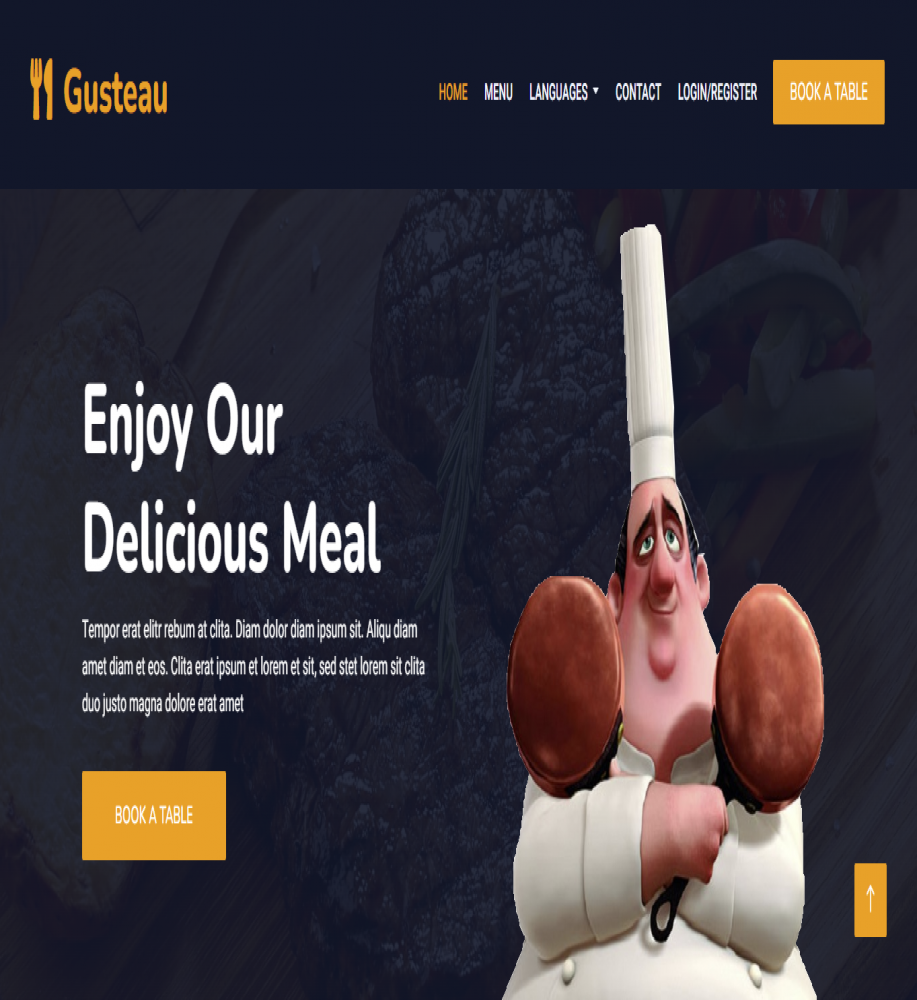 Gusteau
HOME MENU LANGUAGES CONTACT LOGIN/REGISTER BOOK A TABLE
Enjoy Our
Delicious Meal
Tempor erat elitr rebum at clita. Diam dolor diam ipsum sit. Aliqu diam
amet diam et eos. Clita erat ipsum et lorem et sit, sed stet lorem sit clita
duo justo magna dolore erat amet
BOOK A TABLE